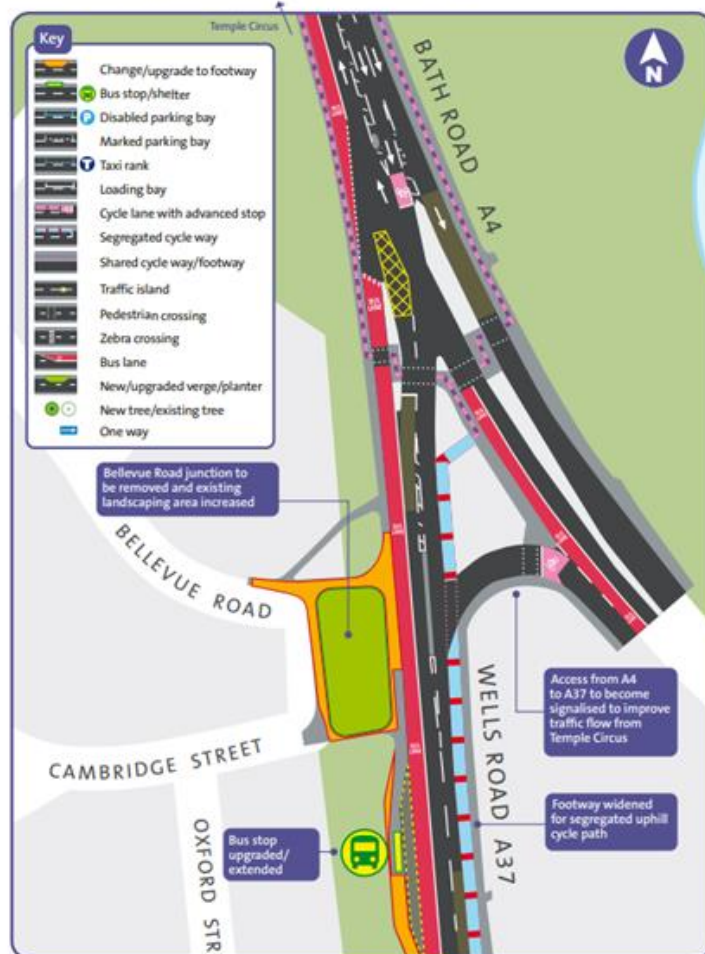 Temple Circus
Key
Change/upgrade to footway
Bus stop/shelter
P
Disabled parking bay
Marked parking bay
T
Taxi rank
Loading bay
Cycle lane with advanced stop
Segregated cycle way
Shared cycle way/footway
Traffic island
Pedestrian crossing
Zebra crossing
Bus lane
New/upgraded verge/planter
New tree/existing tree
One way
BATH ROAD A4
N
BUS LANE
Bellevue Road junction to
be removed and existing
landscaping area increased
BELLEVUE ROAD
CAMBRIDGE STREET
OXFORD STR
WELLS ROAD A37
Access from A4
to A37 to become
signalised to improve
traffic flow from
Temple Circus
Footway widened
for segregated uphill
cycle path
Bus stop
upgraded/
extended